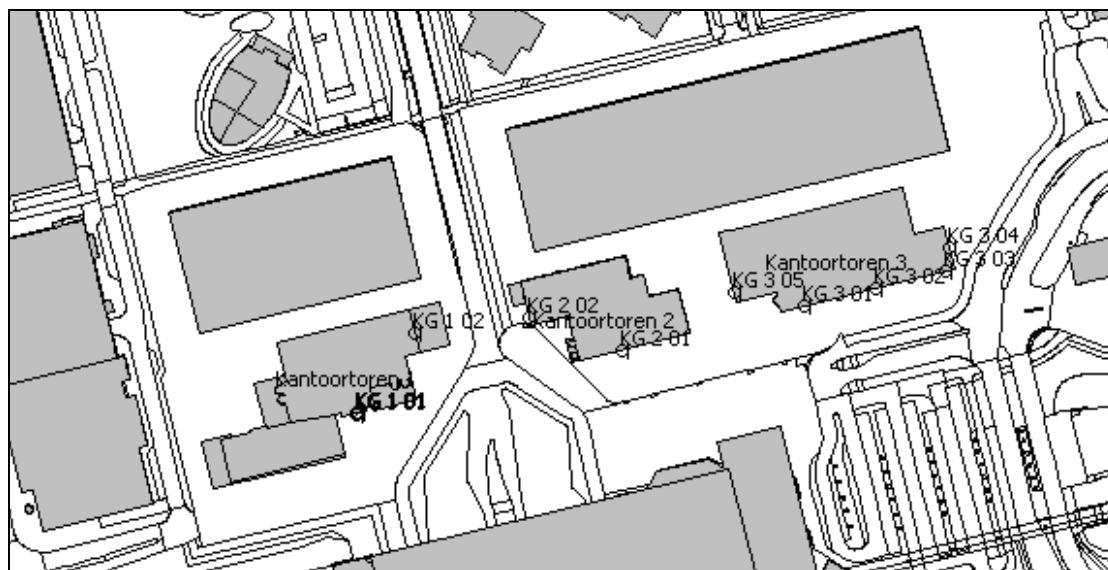 KG 3 04
KG 3 03
Kantoortoren 3
KG 3 05
KG 3 02
KG 3 01
KG 2 02
Kantoortoren 2
KG 2 01
KG 1 02
Kantoortoren
KG 1 01